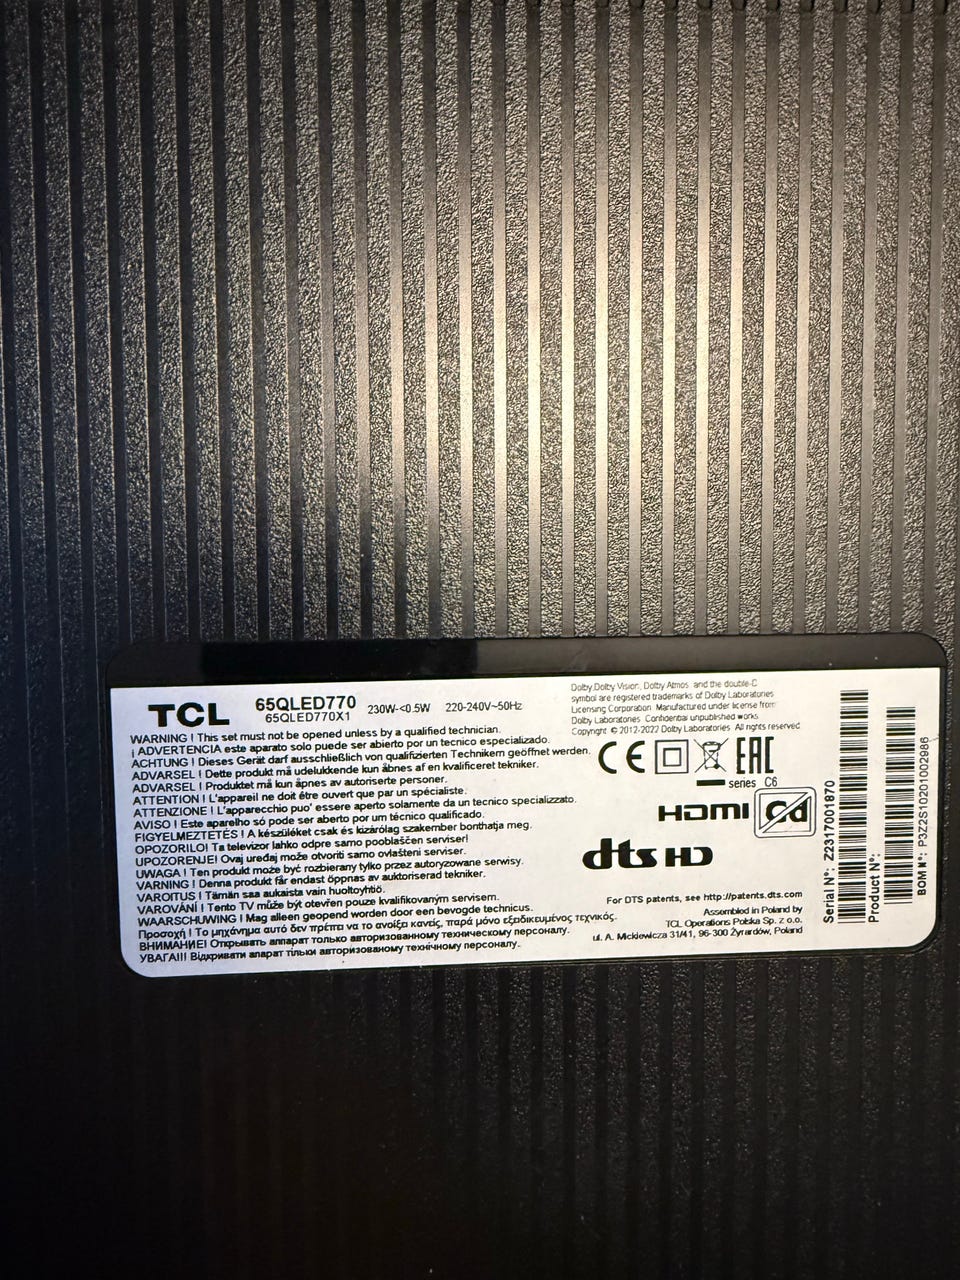 TCL
65QLED770
65QLED770X1
230W-<0.5W 220-240V~50Hz
WARNING ! This set must not be opened unless by a qualified technician.
¡ ADVERTENCIA este aparato solo puede ser abierto por un tecnico especializado.
ACHTUNG ! Dieses Gerät darf ausschließlich von qualifizierten Technikern geöffnet werden.
ADVARSEL ! Dette produkt må udelukkende kun åbnes af en kvalificeret tekniker.
ADVARSEL ! Produktet må kun åpnes av autoriserte personer.
ATTENTION ! L'appareil ne doit être ouvert que par un spécialiste.
ATTENZIONE ! L'apparecchio puo' essere aperto solamente da un tecnico specializzato.
AVISO ! Este aparelho só pode ser aberto por um técnico qualificado.
FIGYELMEZTETÉS ! A készüléket csak és kizárólag szakember bonthatja meg.
OPOZORILO! Ta televizor lahko odpre samo pooblaščen serviser!
UPOZORENJE! Ovaj uređaj može otvoriti samo ovlašteni serviser.
UWAGA ! Ten produkt może być rozbierany tylko przez autoryzowane serwisy.
VARNING ! Denna produkt får endast öppnas av auktoriserad tekniker.
VAROITUS ! Tämän saa aukaista vain huoltoyhtiö.
VAROVÁNÍ ! Tento TV může být otevřen pouze kvalifikovaným servisem.
WAARSCHUWING ! Mag alleen geopend worden door een bevoegde technicus.
Προσοχή ! Το μηχάνημα αυτό δεν πρέπει να το ανοίξει κανείς, παρά μόνο εξειδικευμένος τεχνικός.
ВНИМАНИЕ! Открывать аппарат только авторизованному техническому персоналу.
УВАГА!!! Відкривати апарат тільки авторизованому технічному персоналу.
Dolby,Dolby Vision, Dolby Atmos, and the double-D
symbol are registered trademarks of Dolby Laboratories
Licensing Corporation Manufactured under license from
Dolby Laboratories Confidential unpublished works
Copyright © 2012-2022 Dolby Laboratories All rights reserved
CE EAC
series C6
HDMI Cd
dts HD
For DTS patents, see http://patents.dts.com
Assembled in Poland by
TCL Operations Polska Sp. z o.o.
ul. A. Mickiewicza 31/41, 96-300 Żyrardów, Poland
Serial N°: Z22317001870
Product N°:
BOM N°: P3Z2S10201002986